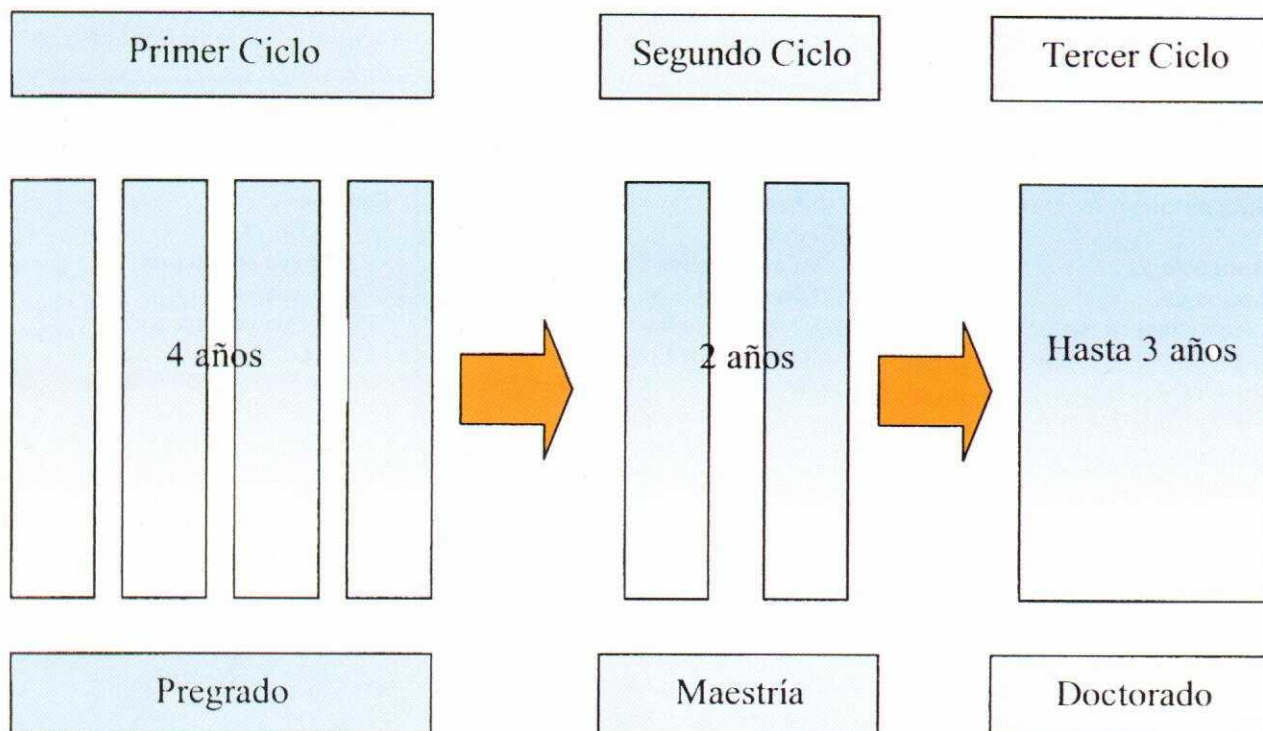 Primer Ciclo
Segundo Ciclo
Tercer Ciclo
4 años
2 años
Hasta 3 años
Pregrado
Maestría
Doctorado